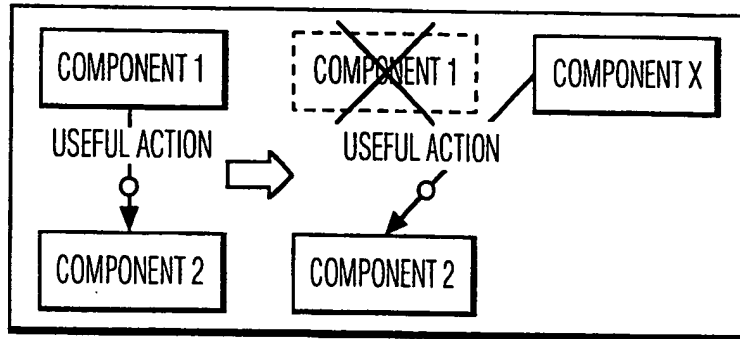 COMPONENT 1
USEFUL ACTION
COMPONENT 2
COMPONENT 1
COMPONENT X
USEFUL ACTION
COMPONENT 2